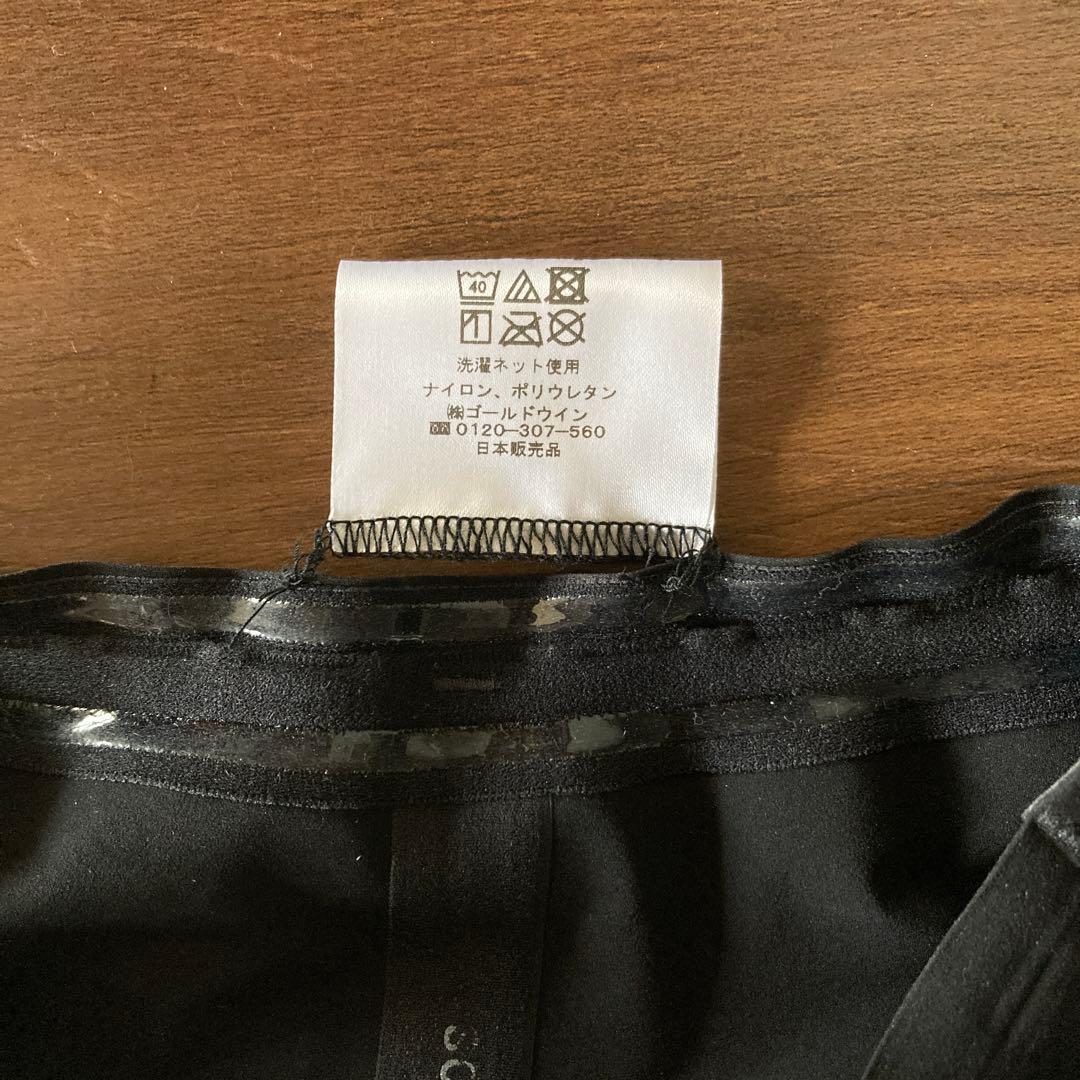 40
洗濯ネット使用
ナイロン、ポリウレタン
㈱ゴールドウイン
0120-307-560
日本販売品